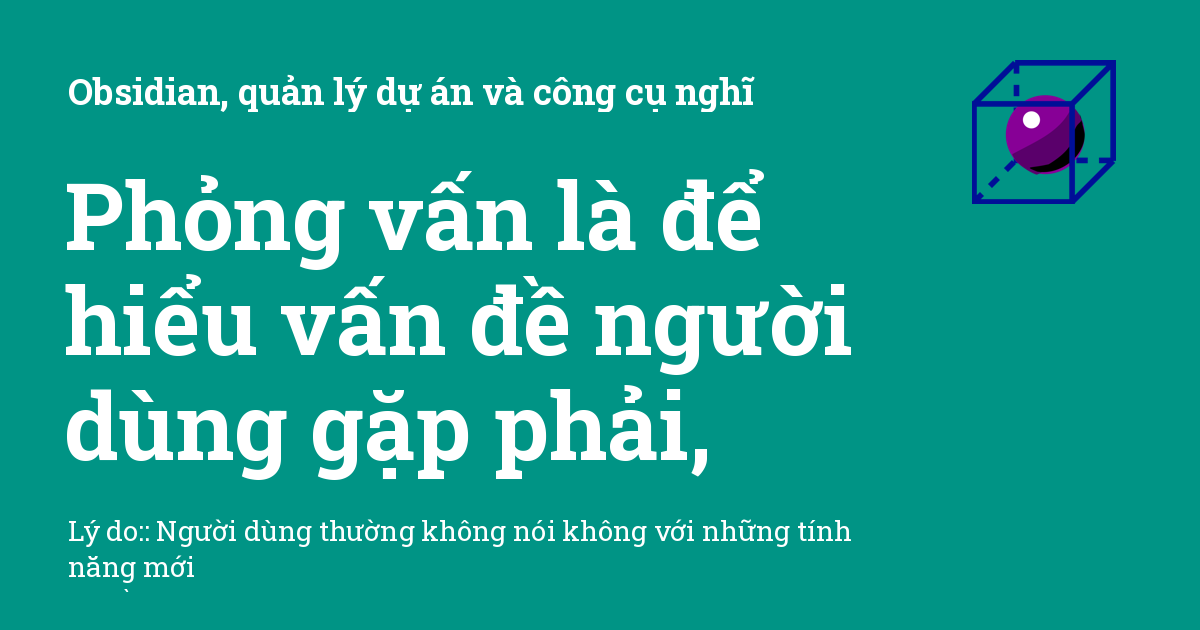 Obsidian, quản lý dự án và công cụ nghĩ
Phỏng vấn là để
hiểu vấn đề người
dùng gặp phải,
Lý do:: Người dùng thường không nói không với những tính
năng mới